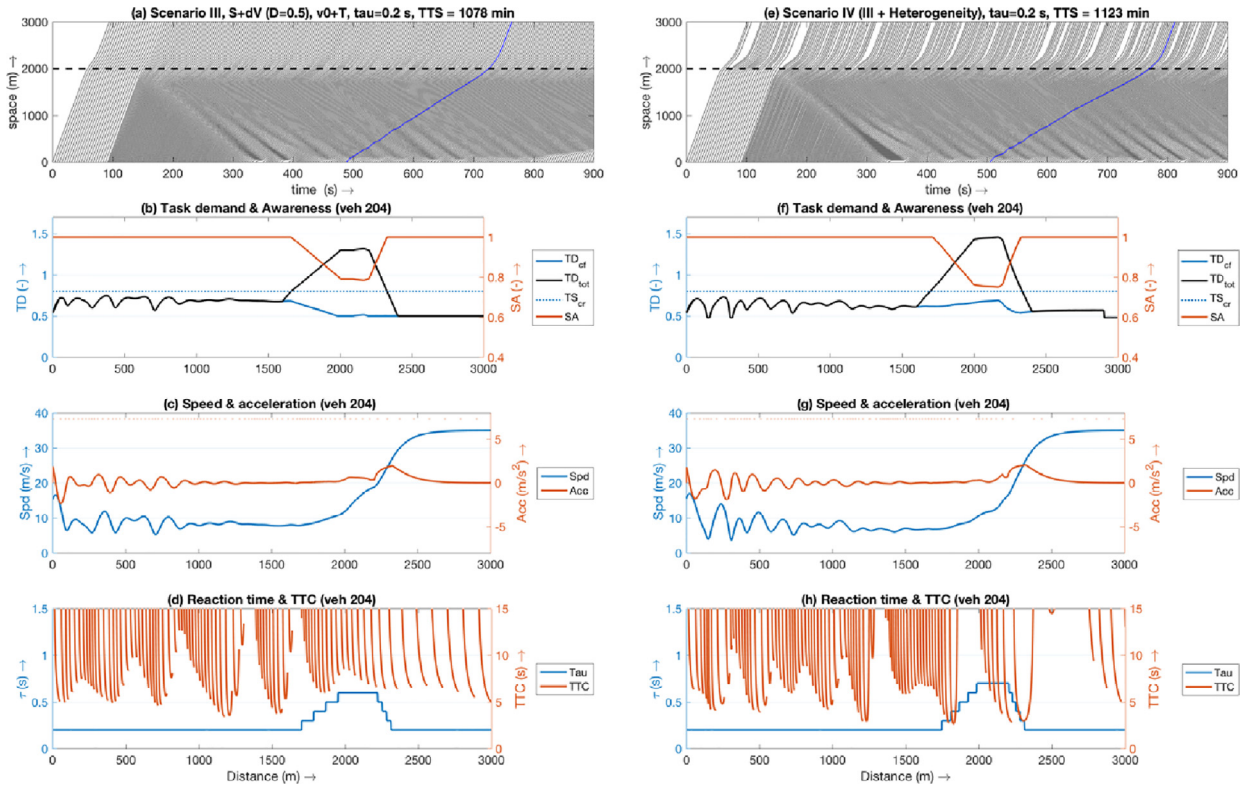 (a) Scenario III, S+dV (D=0.5), v0+T, tau=0.2 s, TTS = 1078 min
3000
2000
1000
0
space (m) →
0 100 200 300 400 500 600 700 800 900
time (s) →
(b) Task demand & Awareness (veh 204)
1.5
1
0.5
0
TD (-) →
1
0.8
0.6
0.4
SA (-) →
TDcf
TDtot
TScr
SA
0 500 1000 1500 2000 2500 3000
(c) Speed & acceleration (veh 204)
40
30
20
10
0
Spd (m/s) →
5
0
-5
Acc (m/s²) →
Spd
Acc
0 500 1000 1500 2000 2500 3000
(d) Reaction time & TTC (veh 204)
1.5
1
0.5
0
τ (s) →
15
10
5
0
TTC (s) →
Tau
TTC
0 500 1000 1500 2000 2500 3000
Distance (m) →
(e) Scenario IV (III + Heterogeneity), tau=0.2 s, TTS = 1123 min
3000
2000
1000
0
space (m) →
0 100 200 300 400 500 600 700 800 900
time (s) →
(f) Task demand & Awareness (veh 204)
1.5
1
0.5
0
TD (-) →
1
0.8
0.6
0.4
SA (-) →
TDcf
TDtot
TScr
SA
0 500 1000 1500 2000 2500 3000
(g) Speed & acceleration (veh 204)
40
30
20
10
0
Spd (m/s) →
5
0
-5
Acc (m/s²) →
Spd
Acc
0 500 1000 1500 2000 2500 3000
(h) Reaction time & TTC (veh 204)
1.5
1
0.5
0
τ (s) →
15
10
5
0
TTC (s) →
Tau
TTC
0 500 1000 1500 2000 2500 3000
Distance (m) →